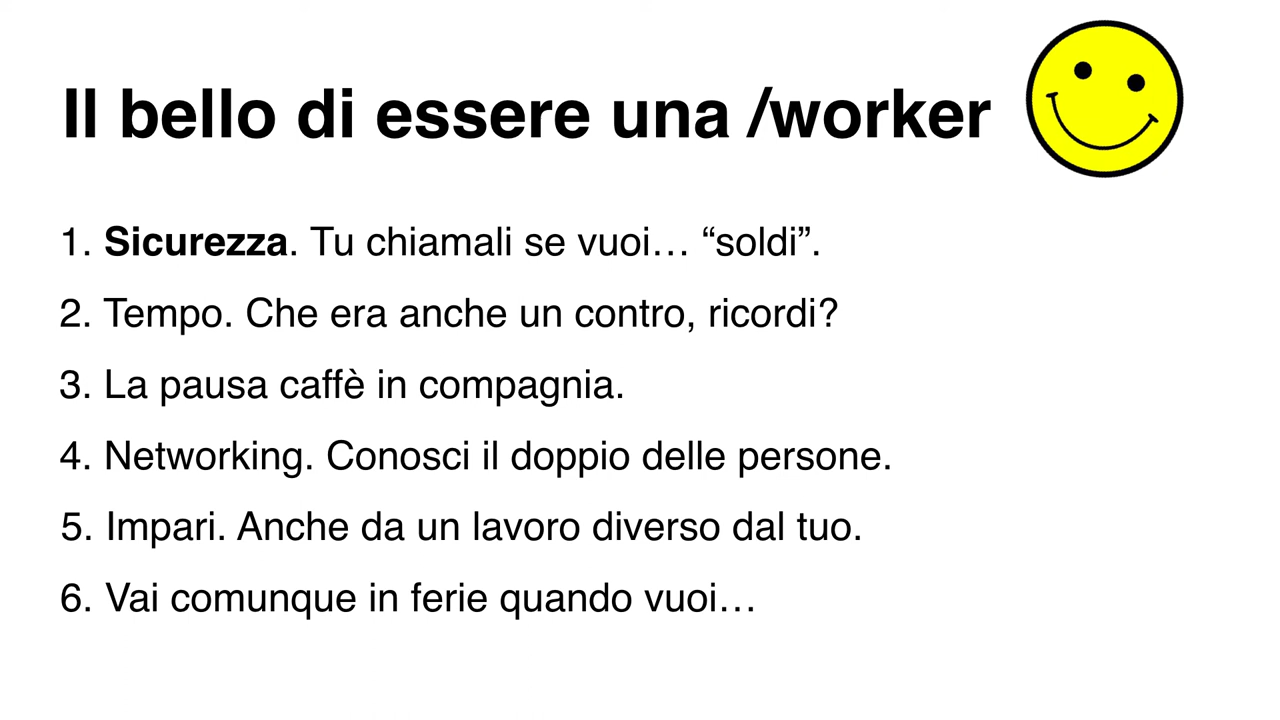 Il bello di essere una /worker
1. Sicurezza. Tu chiamali se vuoi… “soldi”.
2. Tempo. Che era anche un contro, ricordi?
3. La pausa caffè in compagnia.
4. Networking. Conosci il doppio delle persone.
5. Impari. Anche da un lavoro diverso dal tuo.
6. Vai comunque in ferie quando vuoi…